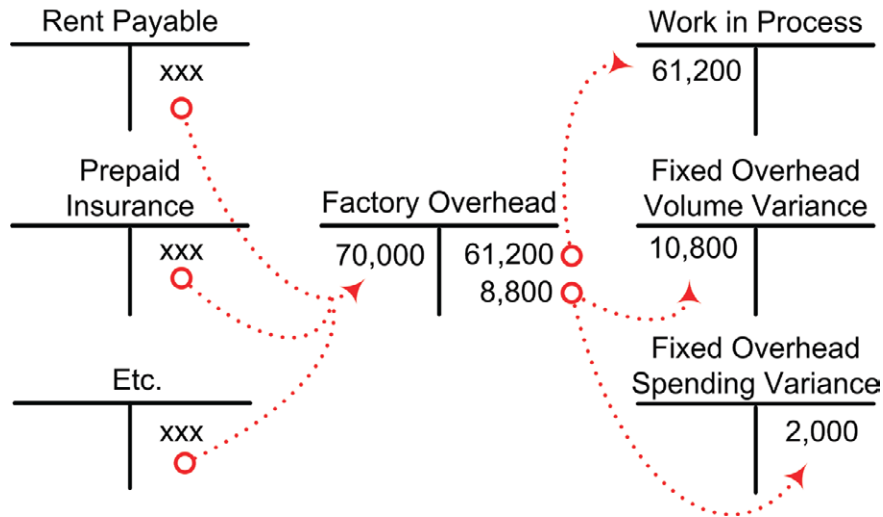 Rent Payable
xxx
Prepaid
Insurance
xxx
Etc.
xxx
Factory Overhead
70,000 61,200
8,800
Work in Process
61,200
Fixed Overhead
Volume Variance
10,800
Fixed Overhead
Spending Variance
2,000